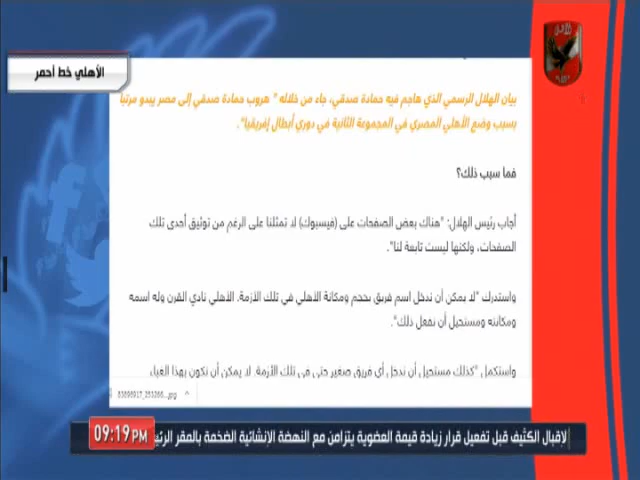 الأهلي خط أحمر
بيان الهلال الرسمي الذي هاجم فيه حمادة صدقي، جاء من خلاله " هروب حمادة صدقي إلى مصر يبدو مرتبا
بسبب وضع الأهلي المصري في المجموعة الثانية في دوري أبطال إفريقيا".
فما سبب ذلك؟
أجاب رئيس الهلال: "هناك بعض الصفحات على (فيسبوك) لا تمثلنا على الرغم من توثيق أحدى تلك
الصفحات، ولكنها ليست تابعة لنا".
واستدرك "لا يمكن أن ندخل اسم فريق بحجم ومكانة الأهلي في تلك الأزمة. الأهلي نادي القرن وله اسمه
ومكانته ومستحيل أن نفعل ذلك".
واستكمل "كذلك مستحيل أن ندخل أي فريق صغير حتى في تلك الأزمة. لا يمكن أن نكون بهذا الغباء
09:19 PM
لإقبال الكثيف قبل تفعيل قرار زيادة قيمة العضوية يتزامن مع النهضة الإنشائية الضخمة بالمقر